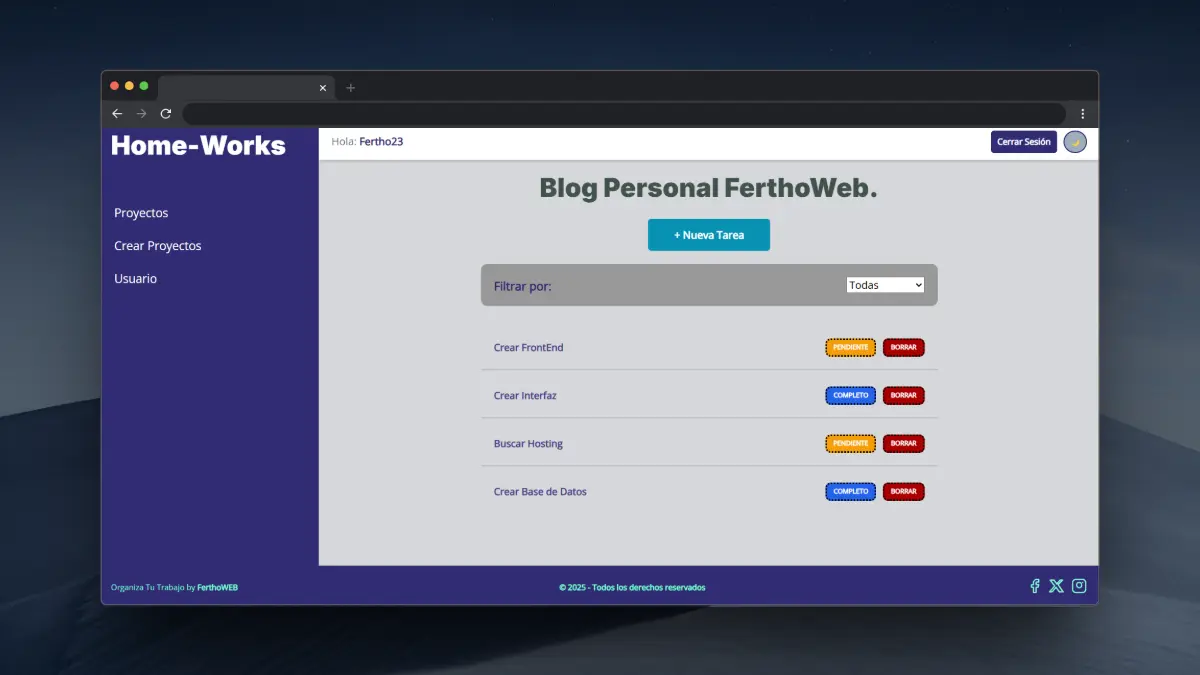 Home-Works
Hola: Fertho23
Cerrar Sesión
Proyectos
Crear Proyectos
Usuario
Blog Personal FerthoWeb.
+ Nueva Tarea
Filtrar por:
Todas
Crear FrontEnd
PENDIENTE
BORRAR
Crear Interfaz
COMPLETO
BORRAR
Buscar Hosting
PENDIENTE
BORRAR
Crear Base de Datos
COMPLETO
BORRAR
Organiza Tu Trabajo by FerthoWEB
© 2025 - Todos los derechos reservados